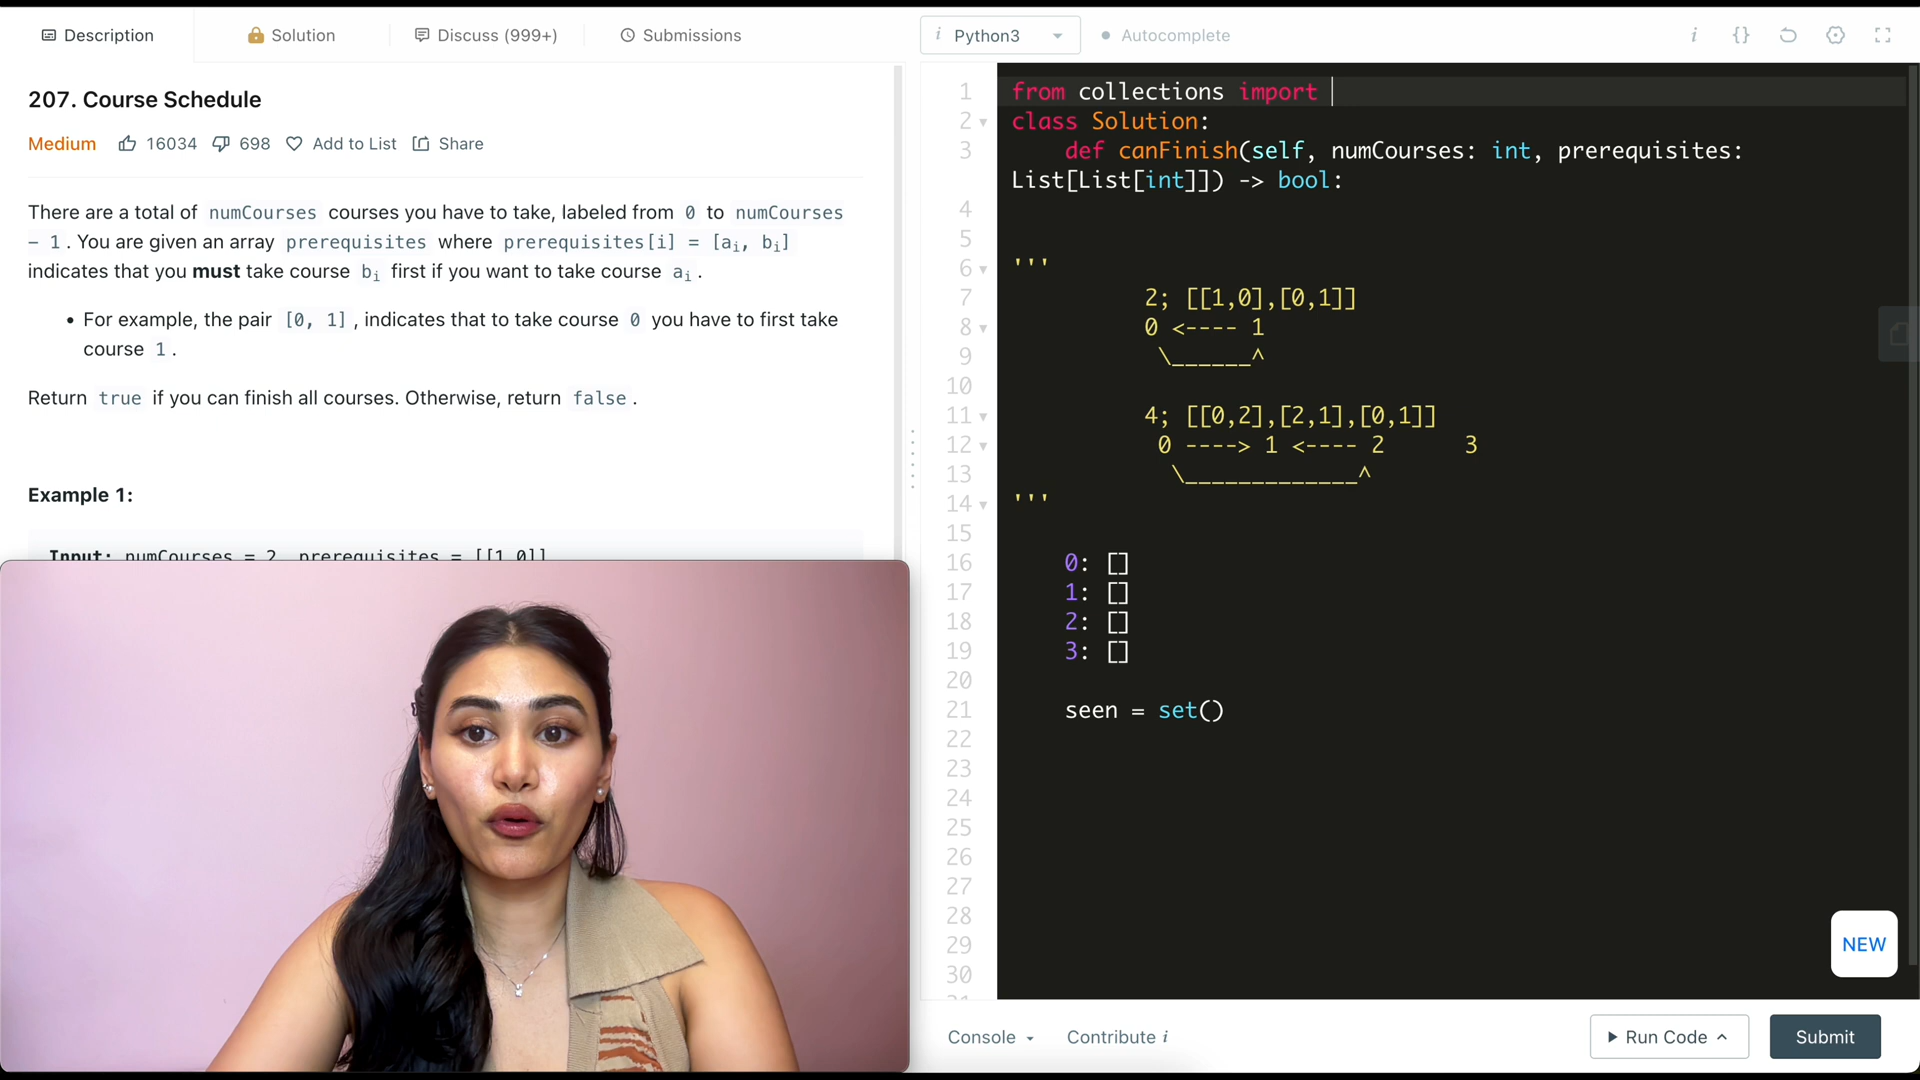 Description
Solution
Discuss (999+)
Submissions
i Python3
Autocomplete
i {}
207. Course Schedule
Medium 16034 698 Add to List Share
There are a total of numCourses courses you have to take, labeled from 0 to numCourses
- 1. You are given an array prerequisites where prerequisites[i] = [ai, bi]
indicates that you must take course bi first if you want to take course ai.
• For example, the pair [0, 1], indicates that to take course 0 you have to first take
course 1.
Return true if you can finish all courses. Otherwise, return false.
Example 1:
Input: numCourses = 2, prerequisites = [[1,0]]
1 from collections import
2 class Solution:
3 def canFinish(self, numCourses: int, prerequisites:
List[List[int]]) -> bool:
4
5
6 '''
7 2; [[1,0],[0,1]]
8 0 <---- 1
9 \______^
10
11 4; [[0,2],[2,1],[0,1]]
12 0 ----> 1 <---- 2 3
13 \_____________^
14 '''
15
16 0: []
17 1: []
18 2: []
19 3: []
20
21 seen = set()
22
23
24
25
26
27
28
29
30
NEW
Console
Contribute i
Run Code
Submit